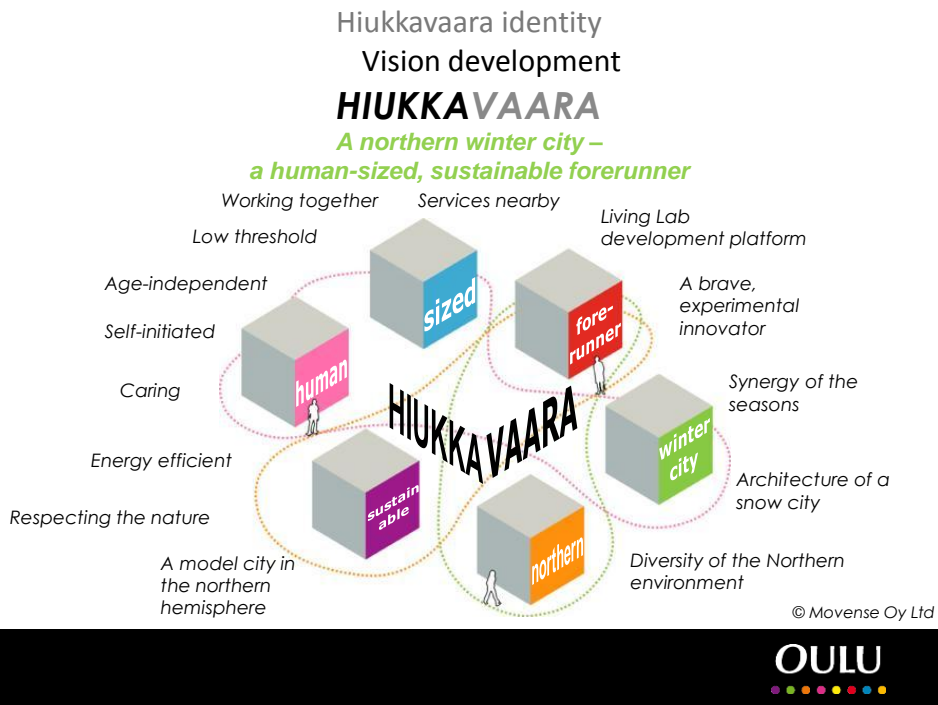 Hiukkavaara identity
Vision development
HIUKKAVAARA
A northern winter city –
a human-sized, sustainable forerunner
Working together
Services nearby
Low threshold
Living Lab
development platform
Age-independent
A brave,
experimental
innovator
sized
fore-
runner
Self-initiated
human
Caring
Synergy of the
seasons
HIUKKAVAARA
winter
city
Energy efficient
Architecture of a
snow city
sustain
able
Respecting the nature
northern
A model city in
the northern
hemisphere
Diversity of the Northern
environment
© Movense Oy Ltd
OULU